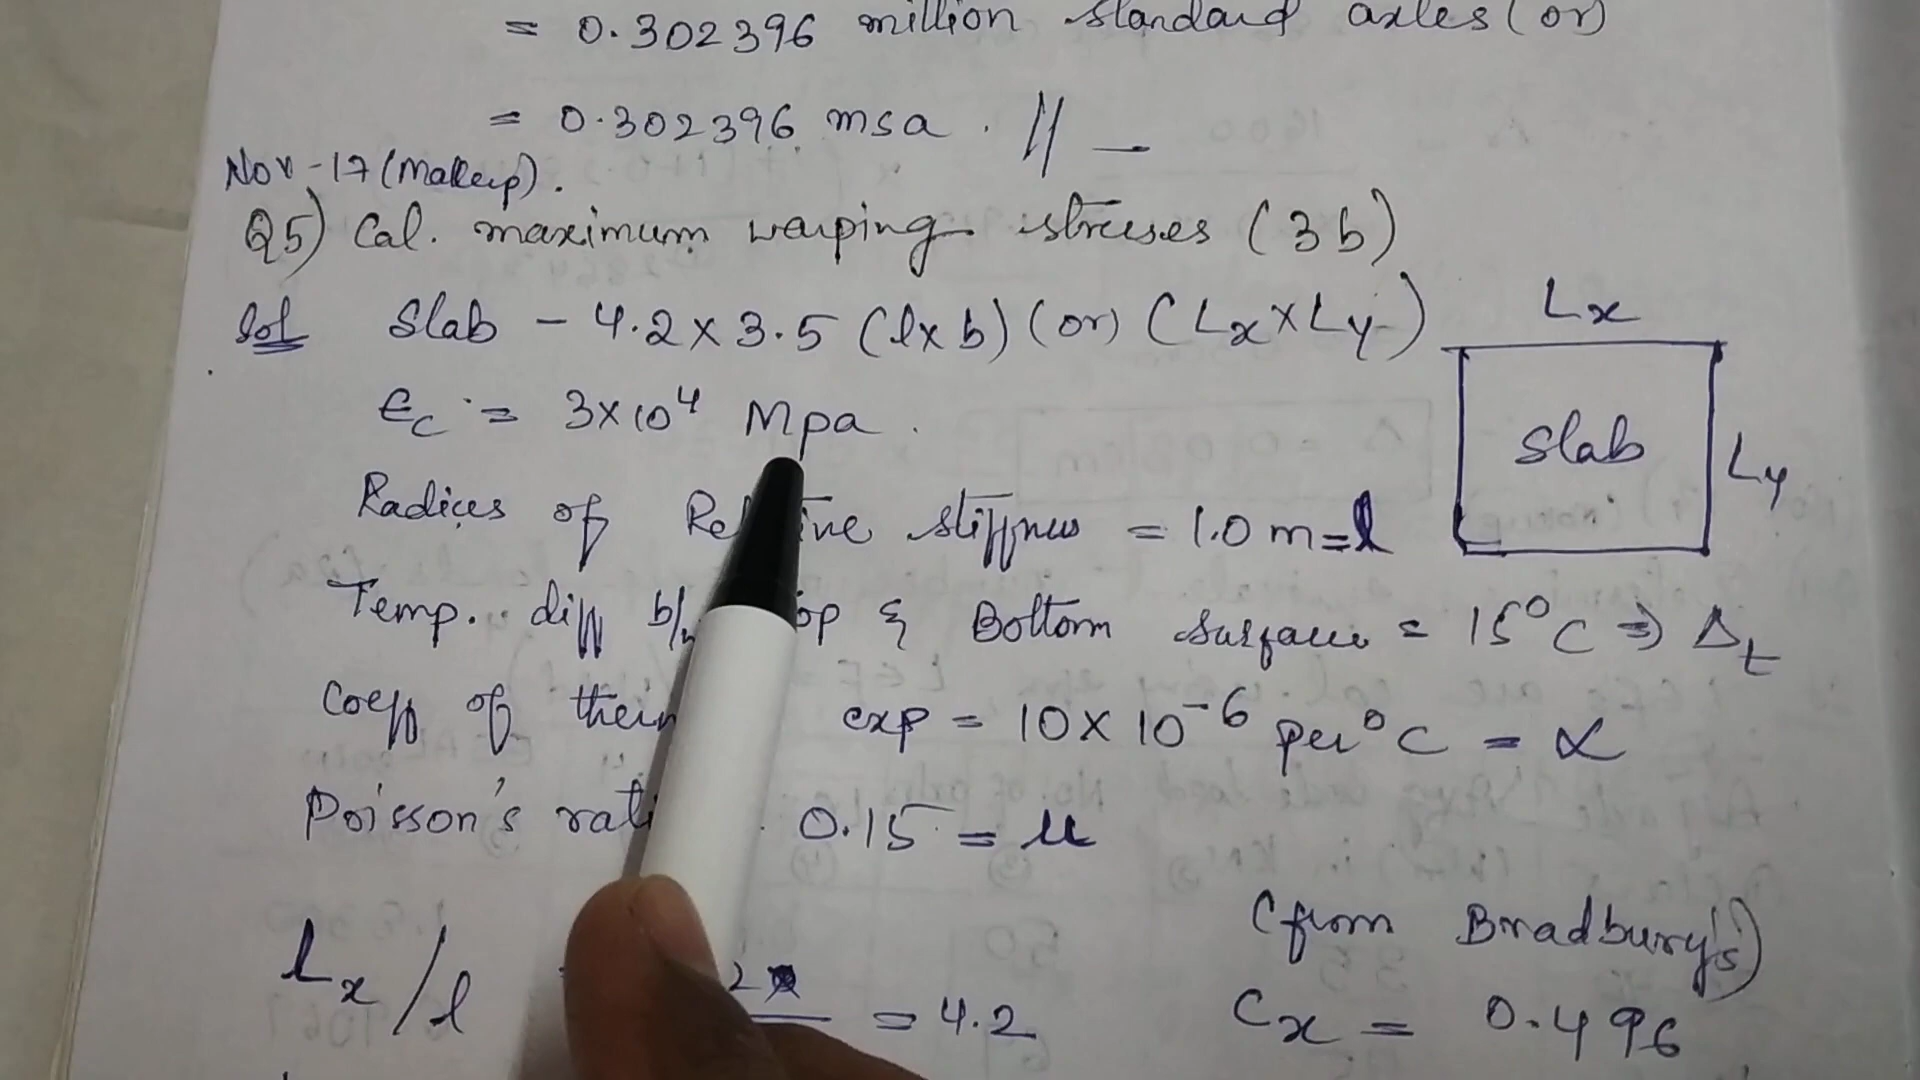 = 0.302396 million standard axles (or)
= 0.302396 msa. //
Nov-17 (Makeup).
Q5) Cal. maximum warping stresses (3b)
Sol Slab - 4.2 x 3.5 (l x b) (or) (Lx x Ly)
Lx
Slab
Ly
Ec = 3x10⁴ Mpa.
Radices of stiffness = 1.0 m = l
Temp. diff & Bottom surface = 15°C ⇒ Δt
Coeff of exp = 10 x 10⁻⁶ per °C = α
Poisson's 0.15 = μ
(from Bradbury's)
Lx/l = 4.2 Cx = 0.496